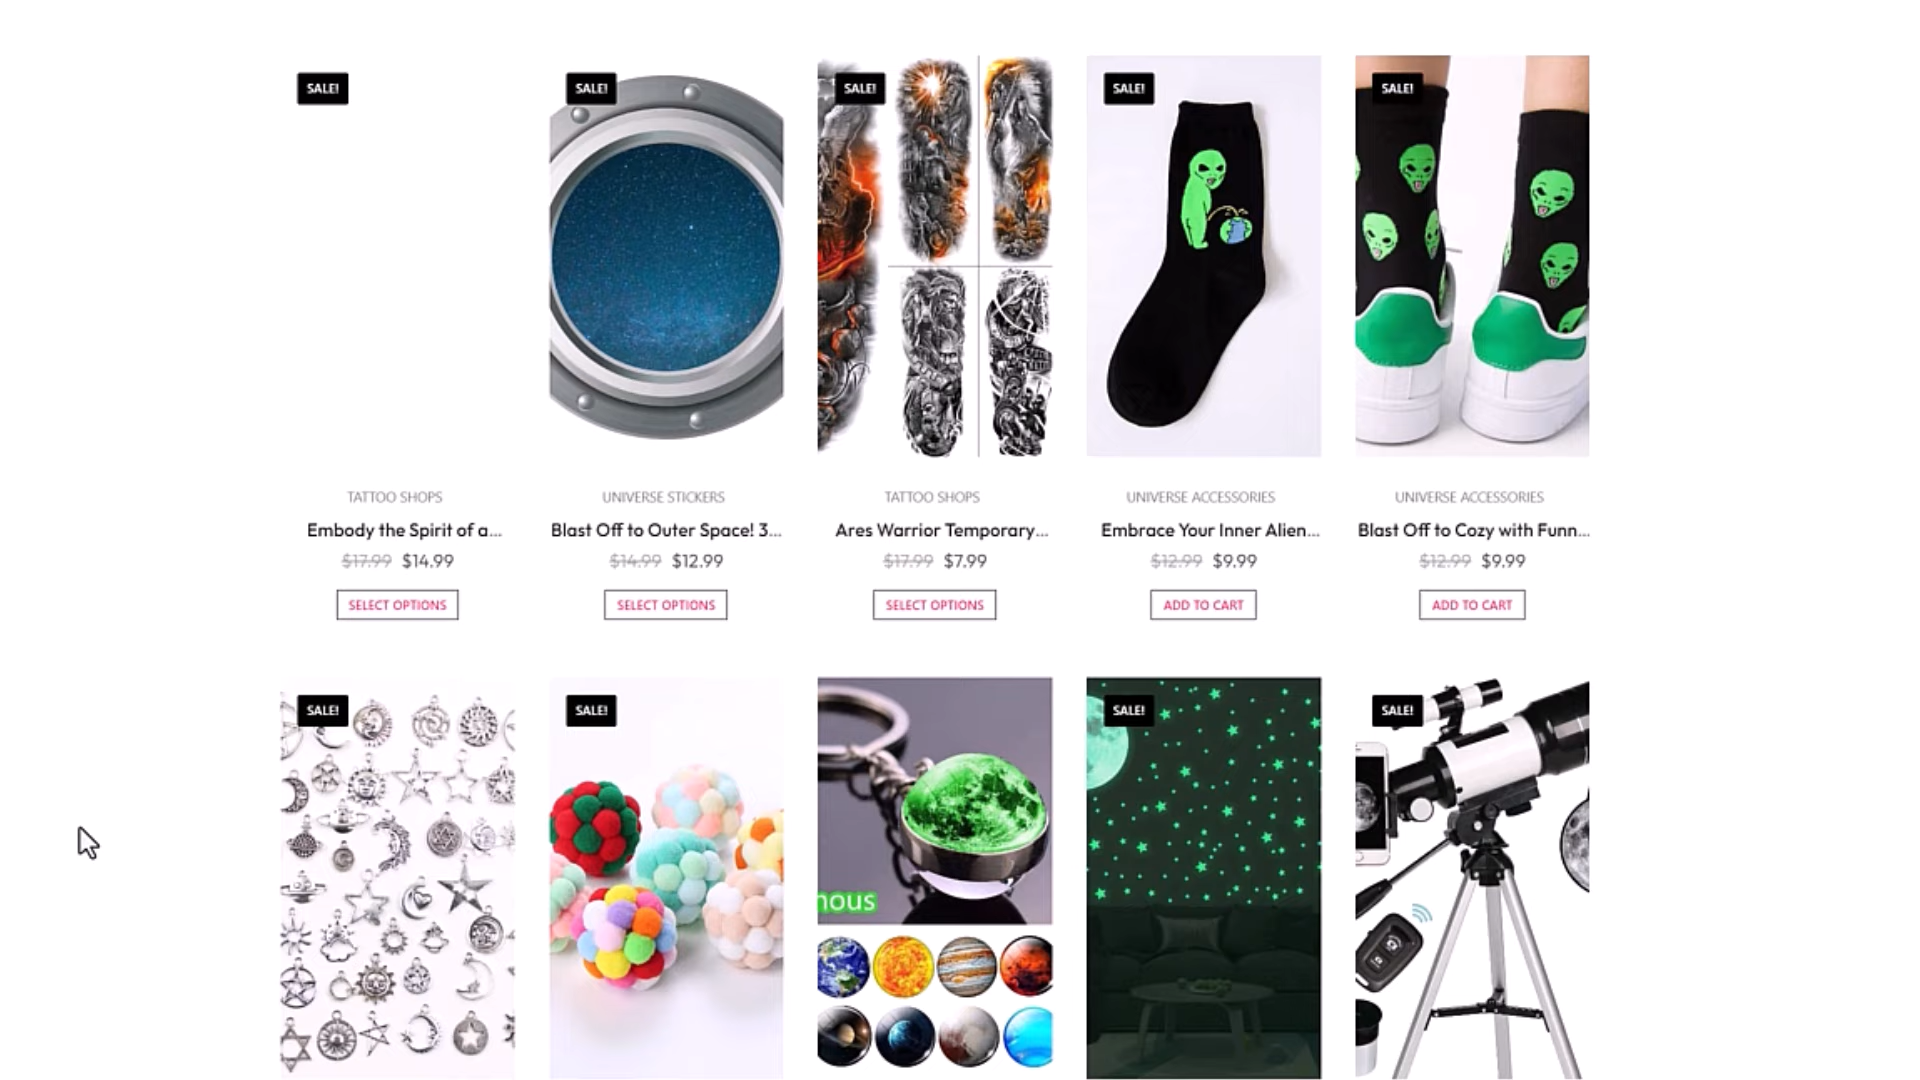 SALE!
SALE!
SALE!
SALE!
SALE!
TATTOO SHOPS
UNIVERSE STICKERS
TATTOO SHOPS
UNIVERSE ACCESSORIES
UNIVERSE ACCESSORIES
Embody the Spirit of a...
Blast Off to Outer Space! 3...
Ares Warrior Temporary...
Embrace Your Inner Alien...
Blast Off to Cozy with Funn...
$17.99 $14.99
$14.99 $12.99
$17.99 $7.99
$12.99 $9.99
$12.99 $9.99
SELECT OPTIONS
SELECT OPTIONS
SELECT OPTIONS
ADD TO CART
ADD TO CART
SALE!
SALE!
SALE!
SALE!
nous